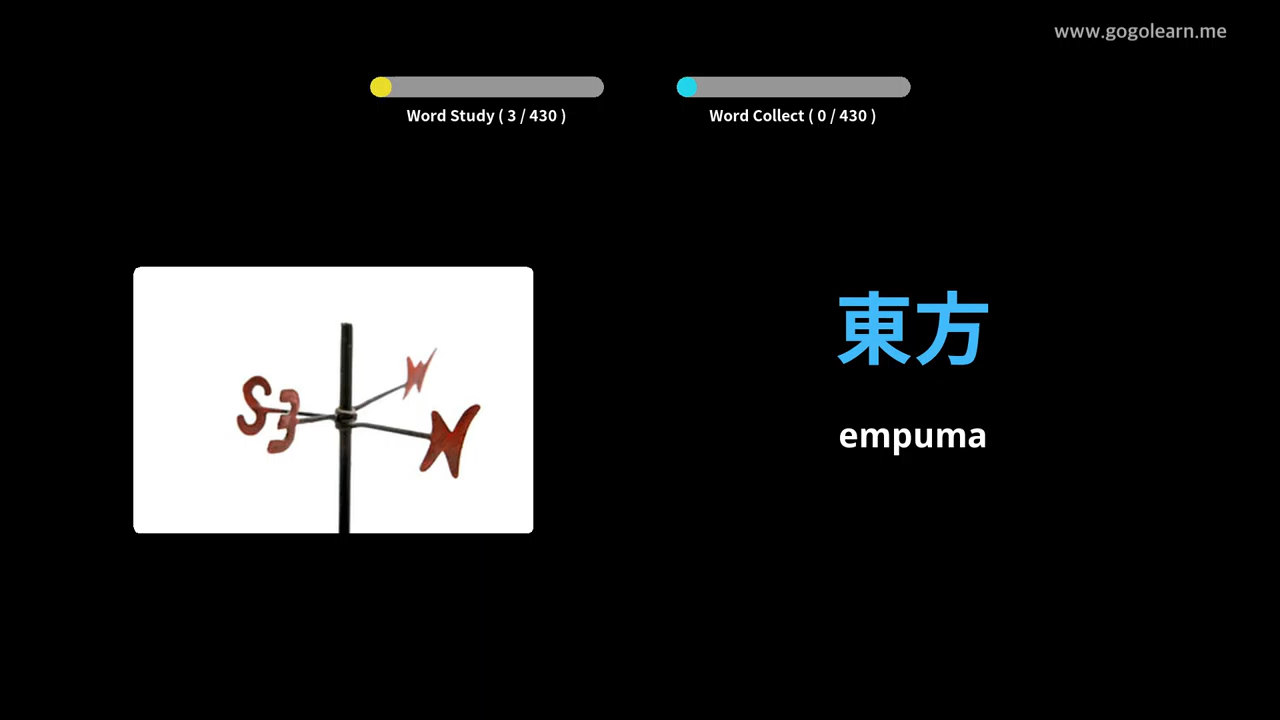 www.gogolearn.me
Word Study ( 3 / 430 )
Word Collect ( 0 / 430 )
S E N
東方
empuma